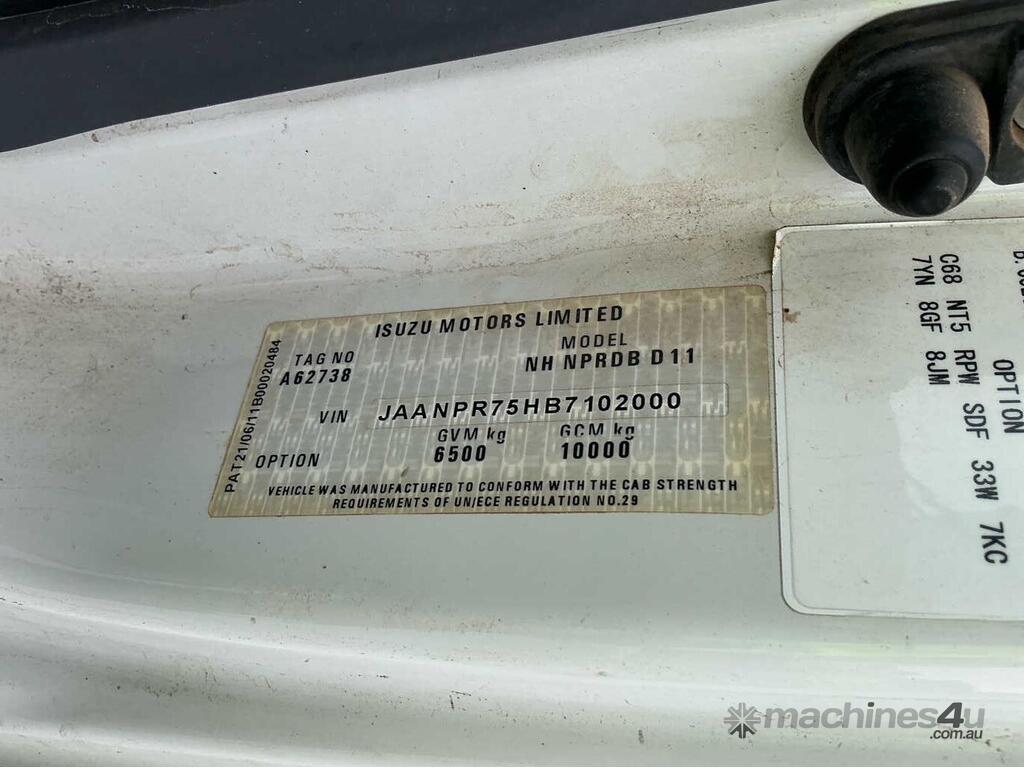 ISUZU MOTORS LIMITED
TAG NO
MODEL
A62738
NH NPRDB D11
VIN JAANPR75HB7102000
GVM kg
GCM kg
OPTION
6500
10000
VEHICLE WAS MANUFACTURED TO CONFORM WITH THE CAB STRENGTH
REQUIREMENTS OF UN/ECE REGULATION NO.29
PAT21/06/11B00020484
OPTION
C68 NT5 RPW SDF 33W 7KC
7YN 8GF 8JM
machines4u
.com.au